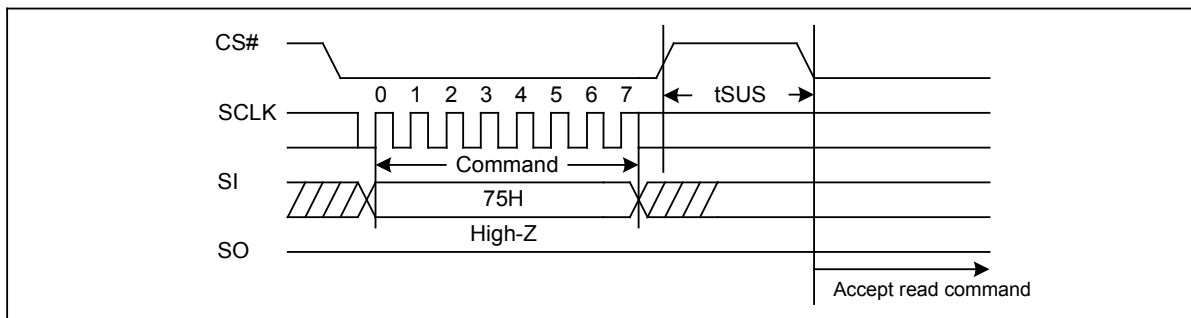 CS#
0 1 2 3 4 5 6 7 tSUS
SCLK
Command
SI
75H
High-Z
SO
Accept read command